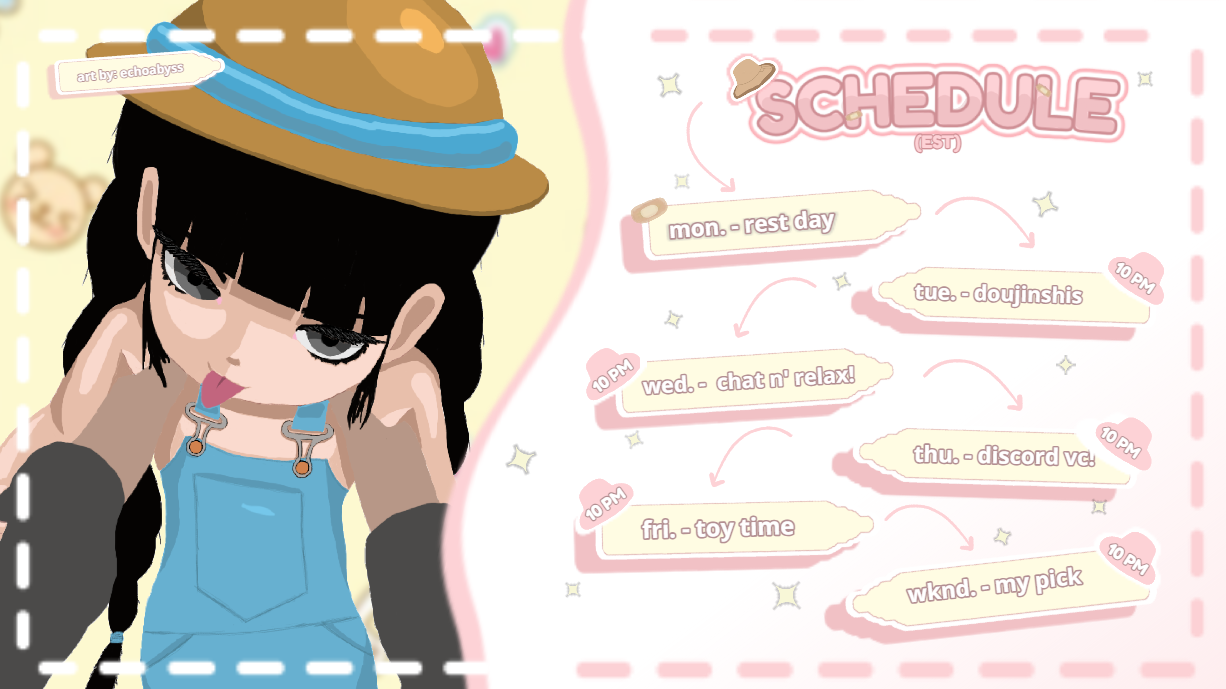 art by: echoabyss
SCHEDULE
(EST)
mon. - rest day
10 PM
tue. - doujinshis
10 PM
wed. - chat n' relax!
10 PM
thu. - discord vc!
10 PM
fri. - toy time
10 PM
wknd. - my pick